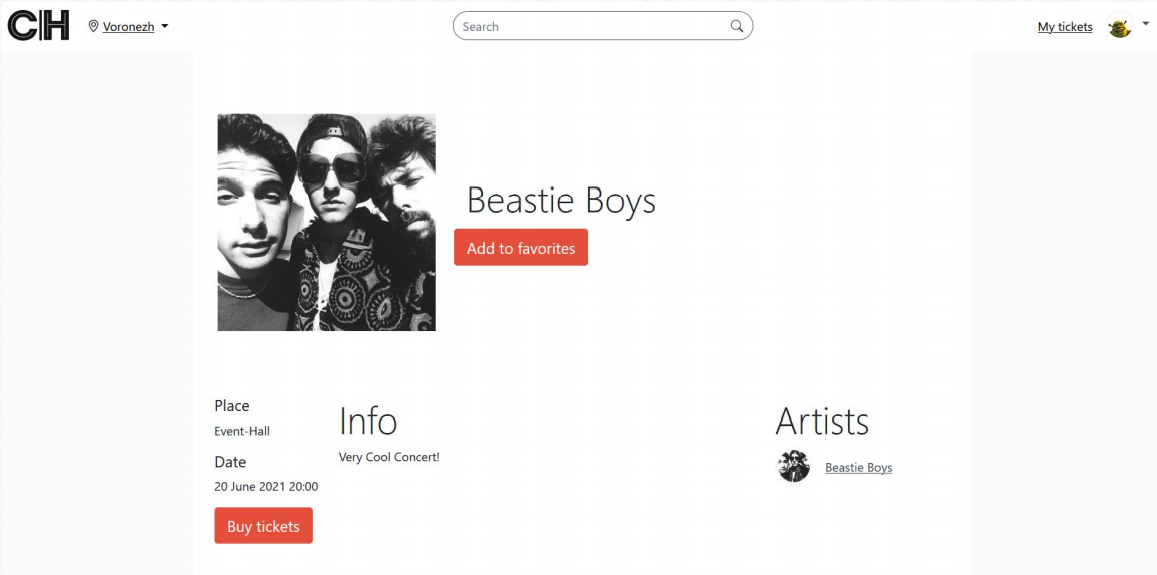 CH
Voronezh
Search
My tickets
Beastie Boys
Add to favorites
Place
Event-Hall
Date
20 June 2021 20:00
Buy tickets
Info
Very Cool Concert!
Artists
Beastie Boys